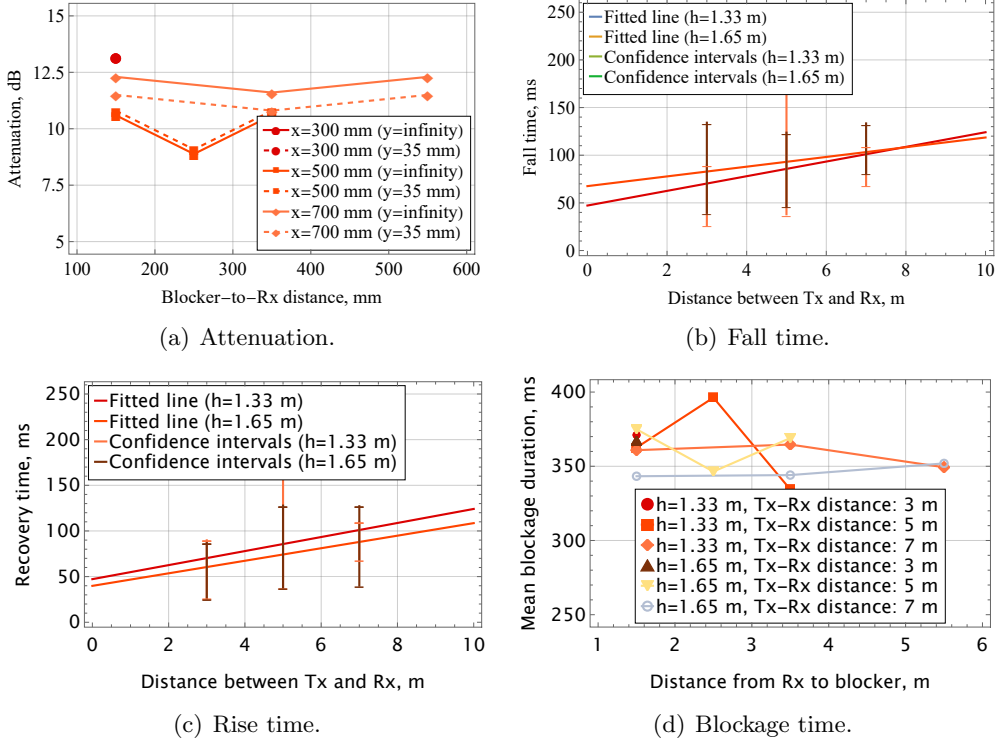 15
12.5
10
7.5
5
Attenuation, dB
x=300 mm (y=infinity)
x=300 mm (y=35 mm)
x=500 mm (y=infinity)
x=500 mm (y=35 mm)
x=700 mm (y=infinity)
x=700 mm (y=35 mm)
100 200 300 400 500 600
Blocker-to-Rx distance, mm
(a) Attenuation.
250
200
150
100
50
0
Fall time, ms
Fitted line (h=1.33 m)
Fitted line (h=1.65 m)
Confidence intervals (h=1.33 m)
Confidence intervals (h=1.65 m)
0 2 4 6 8 10
Distance between Tx and Rx, m
(b) Fall time.
250
200
150
100
50
0
Recovery time, ms
Fitted line (h=1.33 m)
Fitted line (h=1.65 m)
Confidence intervals (h=1.33 m)
Confidence intervals (h=1.65 m)
0 2 4 6 8 10
Distance between Tx and Rx, m
(c) Rise time.
400
350
300
250
Mean blockage duration, ms
h=1.33 m, Tx-Rx distance: 3 m
h=1.33 m, Tx-Rx distance: 5 m
h=1.33 m, Tx-Rx distance: 7 m
h=1.65 m, Tx-Rx distance: 3 m
h=1.65 m, Tx-Rx distance: 5 m
h=1.65 m, Tx-Rx distance: 7 m
1 2 3 4 5 6
Distance from Rx to blocker, m
(d) Blockage time.